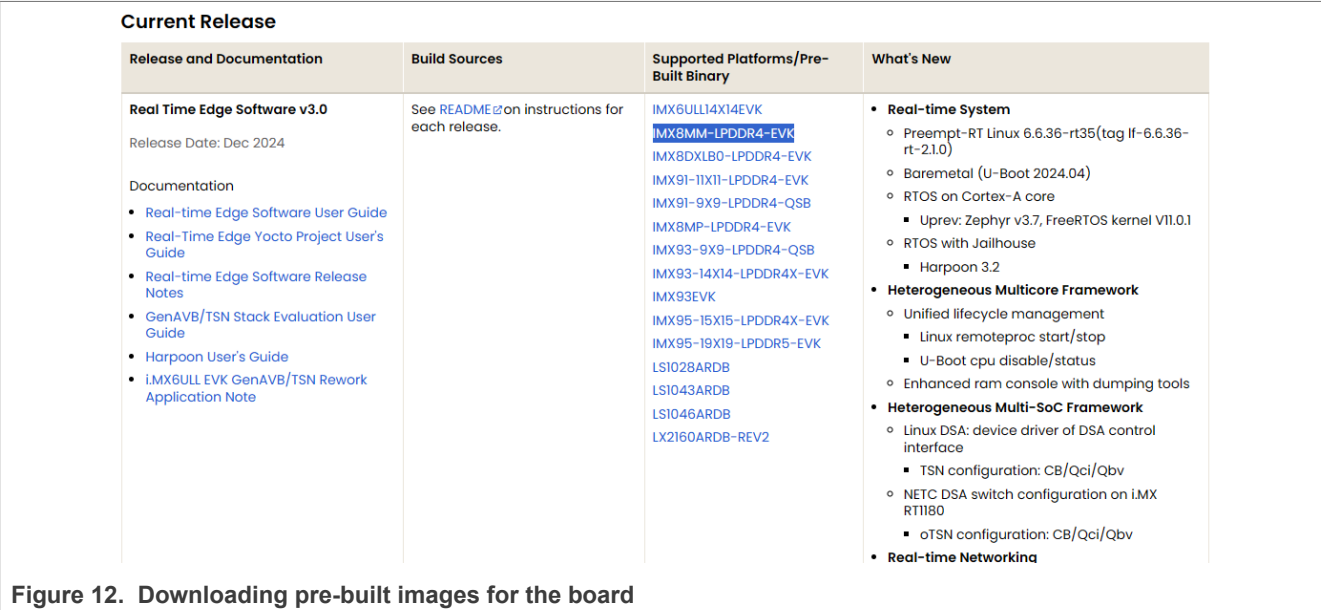 Current Release
Release and Documentation
Build Sources
Supported Platforms/Pre-
Built Binary
What's New
Real Time Edge Software v3.0
Release Date: Dec 2024
Documentation
• Real-time Edge Software User Guide
• Real-Time Edge Yocto Project User's
Guide
• Real-time Edge Software Release
Notes
• GenAVB/TSN Stack Evaluation User
Guide
• Harpoon User's Guide
• i.MX6ULL EVK GenAVB/TSN Rework
Application Note
See README on instructions for
each release.
IMX6ULL14X14EVK
IMX8MM-LPDDR4-EVK
IMX8DXLB0-LPDDR4-EVK
IMX91-11X11-LPDDR4-EVK
IMX91-9X9-LPDDR4-QSB
IMX8MP-LPDDR4-EVK
IMX93-9X9-LPDDR4-QSB
IMX93-14X14-LPDDR4X-EVK
IMX93EVK
IMX95-15X15-LPDDR4X-EVK
IMX95-19X19-LPDDR5-EVK
LS1028ARDB
LS1043ARDB
LS1046ARDB
LX2160ARDB-REV2
• Real-time System
◦ Preempt-RT Linux 6.6.36-rt35(tag lf-6.6.36-
rt-2.1.0)
◦ Baremetal (U-Boot 2024.04)
◦ RTOS on Cortex-A core
▪ Uprev: Zephyr v3.7, FreeRTOS kernel V11.0.1
◦ RTOS with Jailhouse
▪ Harpoon 3.2
• Heterogeneous Multicore Framework
◦ Unified lifecycle management
▪ Linux remoteproc start/stop
▪ U-Boot cpu disable/status
◦ Enhanced ram console with dumping tools
• Heterogeneous Multi-SoC Framework
◦ Linux DSA: device driver of DSA control
interface
▪ TSN configuration: CB/Qci/Qbv
◦ NETC DSA switch configuration on i.MX
RT1180
▪ oTSN configuration: CB/Qci/Qbv
• Real-time Networking
Figure 12. Downloading pre-built images for the board